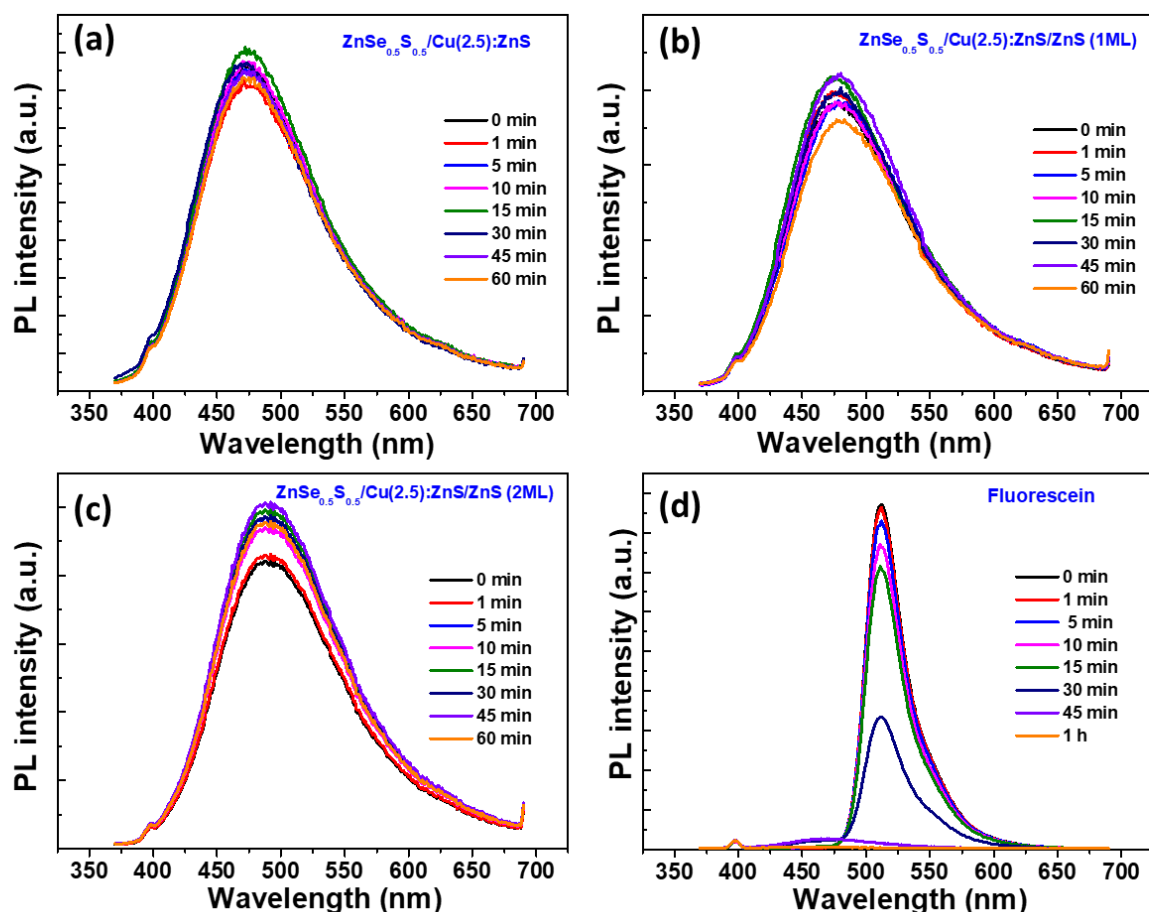 (a)
ZnSe0.5S0.5/Cu(2.5):ZnS
PL intensity (a.u.)
0 min
1 min
5 min
10 min
15 min
30 min
45 min
60 min
350 400 450 500 550 600 650 700
Wavelength (nm)
(b)
ZnSe0.5S0.5/Cu(2.5):ZnS/ZnS (1ML)
PL intensity (a.u.)
0 min
1 min
5 min
10 min
15 min
30 min
45 min
60 min
350 400 450 500 550 600 650 700
Wavelength (nm)
(c)
ZnSe0.5S0.5/Cu(2.5):ZnS/ZnS (2ML)
PL intensity (a.u.)
0 min
1 min
5 min
10 min
15 min
30 min
45 min
60 min
350 400 450 500 550 600 650 700
Wavelength (nm)
(d)
Fluorescein
PL intensity (a.u.)
0 min
1 min
5 min
10 min
15 min
30 min
45 min
1 h
350 400 450 500 550 600 650 700
Wavelength (nm)